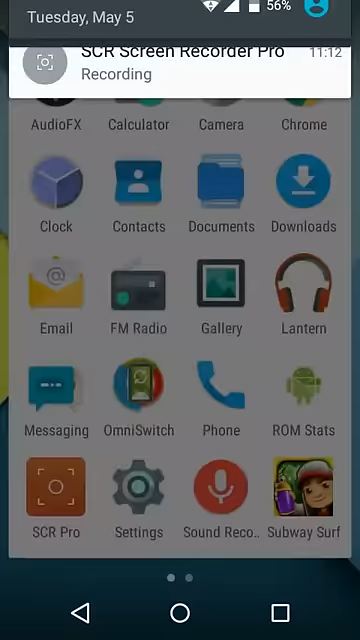 56%
Tuesday, May 5
SCR Screen Recorder Pro 11:12
Recording
AudioFX Calculator Camera Chrome
Clock Contacts Documents Downloads
Email FM Radio Gallery Lantern
Messaging OmniSwitch Phone ROM Stats
SCR Pro Settings Sound Reco.. Subway Surf